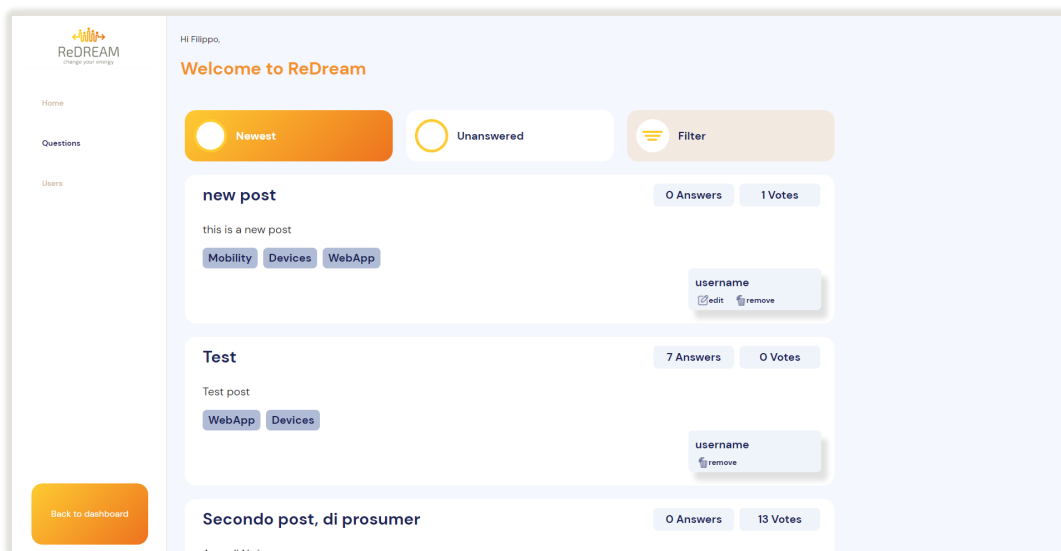 ReDREAM
change your energy
Home
Questions
Users
Back to dashboard
Hi Filippo,
Welcome to ReDream
Newest
Unanswered
Filter
new post
0 Answers
1 Votes
this is a new post
Mobility Devices WebApp
username
edit remove
Test
7 Answers
0 Votes
Test post
WebApp Devices
username
remove
Secondo post, di prosumer
0 Answers
13 Votes